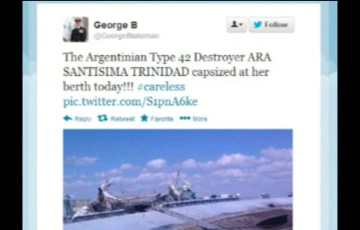 George B
@GeorgeBlakeman
Follow
The Argentinian Type 42 Destroyer ARA
SANTISIMA TRINIDAD capsized at her
berth today!!! #careless
pic.twitter.com/S1pnA6ke
Reply Retweet Favorite More